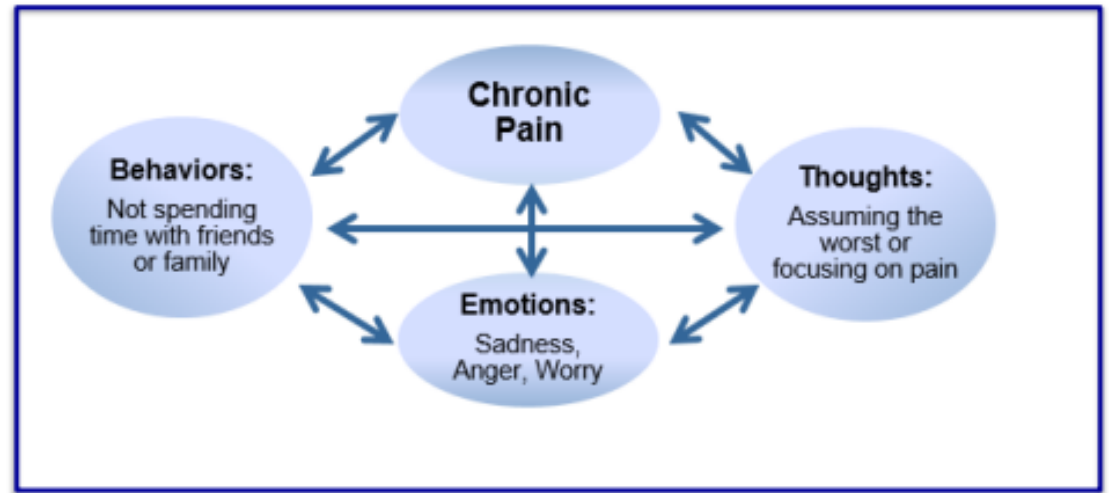 Chronic
Pain
Behaviors:
Not spending
time with friends
or family
Thoughts:
Assuming the
worst or
focusing on pain
Emotions:
Sadness,
Anger, Worry